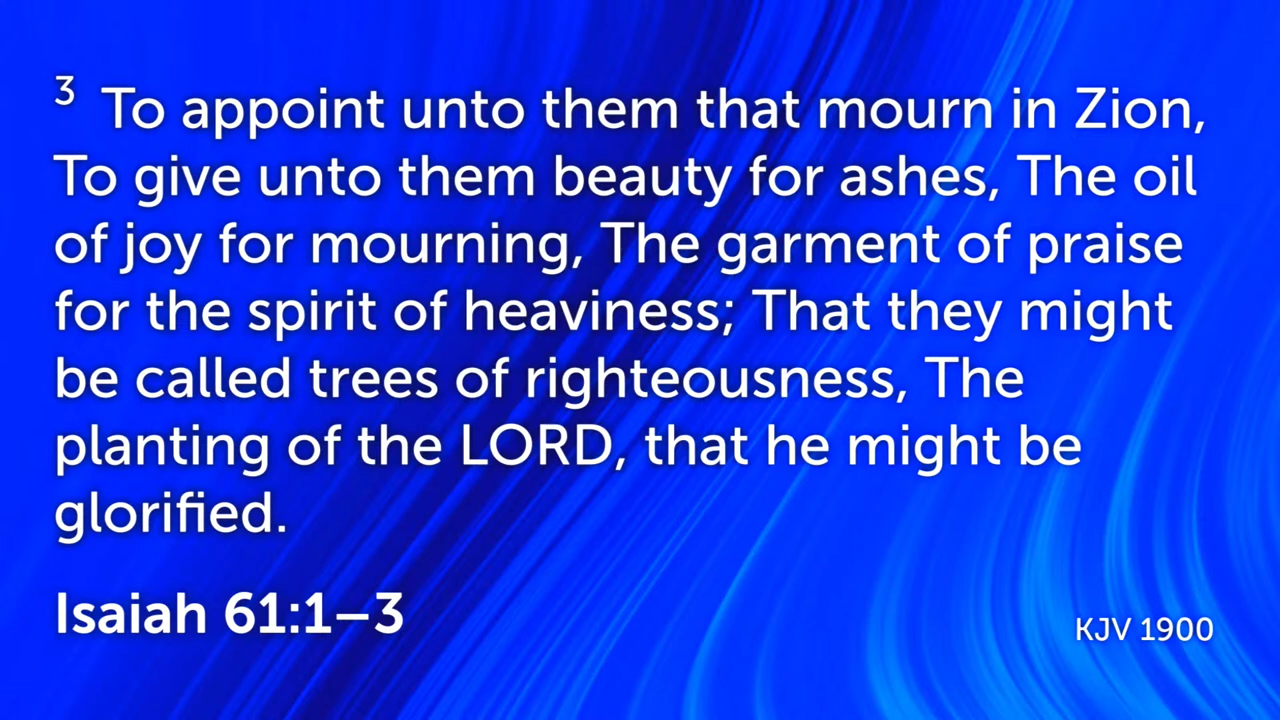 3 To appoint unto them that mourn in Zion,
To give unto them beauty for ashes, The oil
of joy for mourning, The garment of praise
for the spirit of heaviness; That they might
be called trees of righteousness, The
planting of the LORD, that he might be
glorified.
Isaiah 61:1–3
KJV 1900